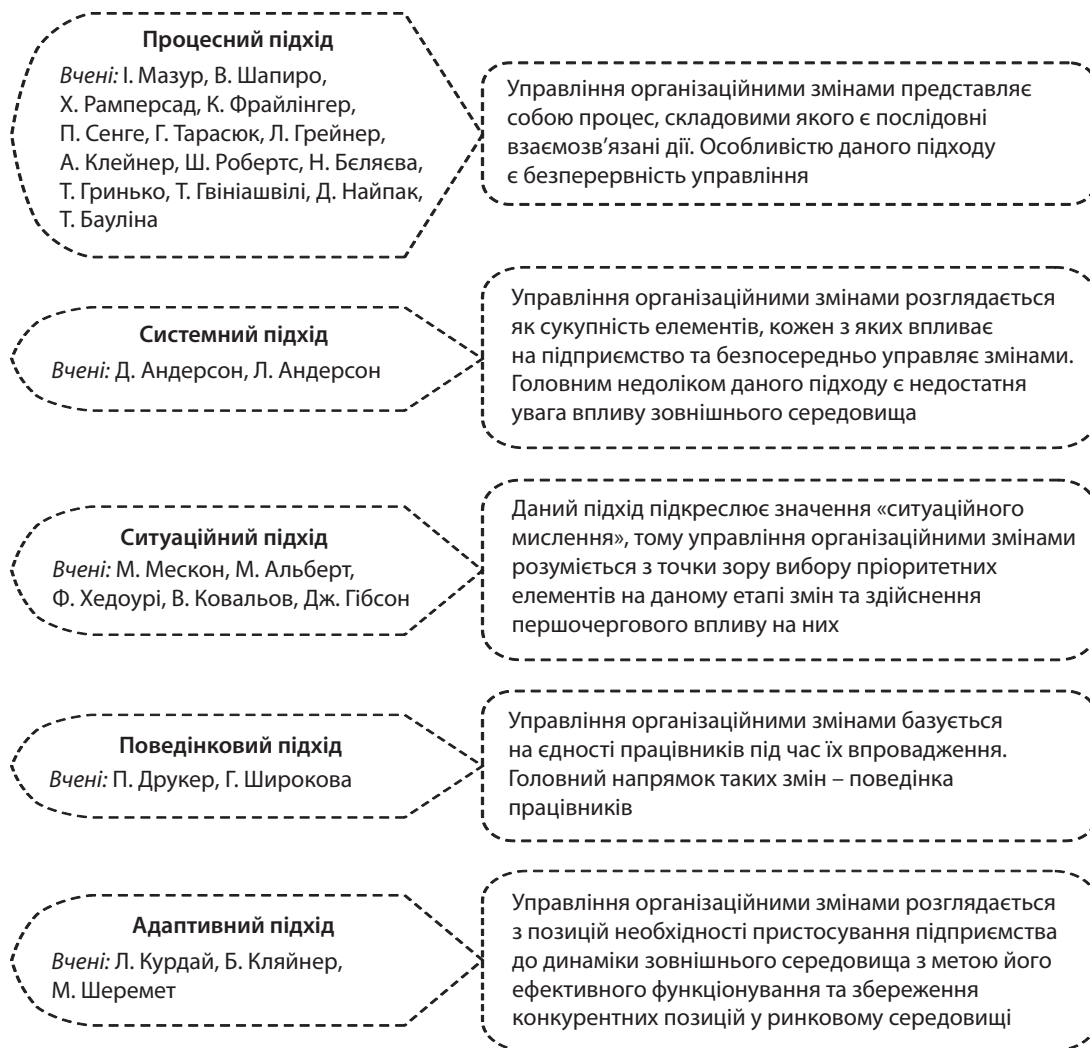 Процесний підхід
Вчені: І. Мазур, В. Шапиро,
Х. Рамперсад, К. Фрайлінгер,
П. Сенге, Г. Тарасюк, Л. Грейнер,
А. Клейнер, Ш. Робертс, Н. Бєляєва,
Т. Гринько, Т. Гвініашвілі, Д. Найпак,
Т. Бауліна
Управління організаційними змінами представляє
собою процес, складовими якого є послідовні
взаємозв'язані дії. Особливістю даного підходу
є безперервність управління
Системний підхід
Вчені: Д. Андерсон, Л. Андерсон
Управління організаційними змінами розглядається
як сукупність елементів, кожен з яких впливає
на підприємство та безпосередньо управляє змінами.
Головним недоліком даного підходу є недостатня
увага впливу зовнішнього середовища
Ситуаційний підхід
Вчені: М. Мескон, М. Альберт,
Ф. Хедоурі, В. Ковальов, Дж. Гібсон
Даний підхід підкреслює значення «ситуаційного
мислення», тому управління організаційними змінами
розуміється з точки зору вибору пріоритетних
елементів на даному етапі змін та здійснення
першочергового впливу на них
Поведінковий підхід
Вчені: П. Друкер, Г. Широкова
Управління організаційними змінами базується
на єдності працівників під час їх впровадження.
Головний напрямок таких змін – поведінка
працівників
Адаптивний підхід
Вчені: Л. Курдай, Б. Кляйнер,
М. Шеремет
Управління організаційними змінами розглядається
з позицій необхідності пристосування підприємства
до динаміки зовнішнього середовища з метою його
ефективного функціонування та збереження
конкурентних позицій у ринковому середовищі